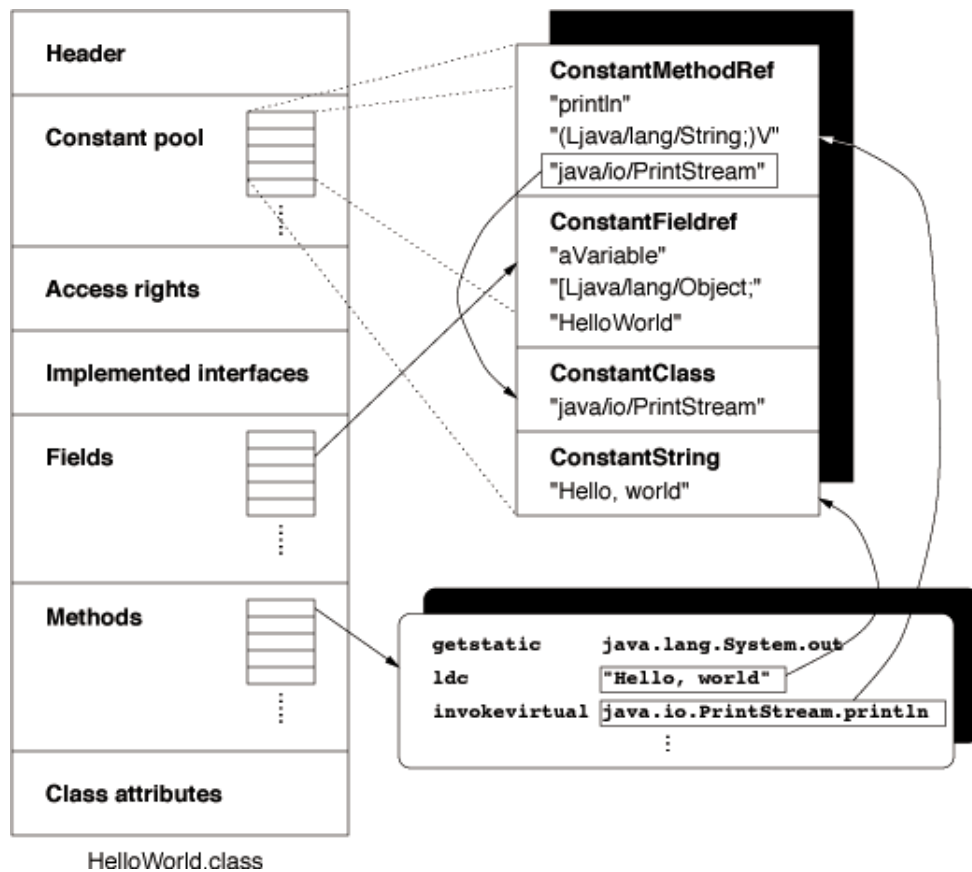 Header
Constant pool
Access rights
Implemented interfaces
Fields
Methods
Class attributes
HelloWorld.class
ConstantMethodRef
"println"
"(Ljava/lang/String;)V"
"java/io/PrintStream"
ConstantFieldref
"aVariable"
"[Ljava/lang/Object;"
"HelloWorld"
ConstantClass
"java/io/PrintStream"
ConstantString
"Hello, world"
getstatic java.lang.System.out
ldc "Hello, world"
invokevirtual java.io.PrintStream.println